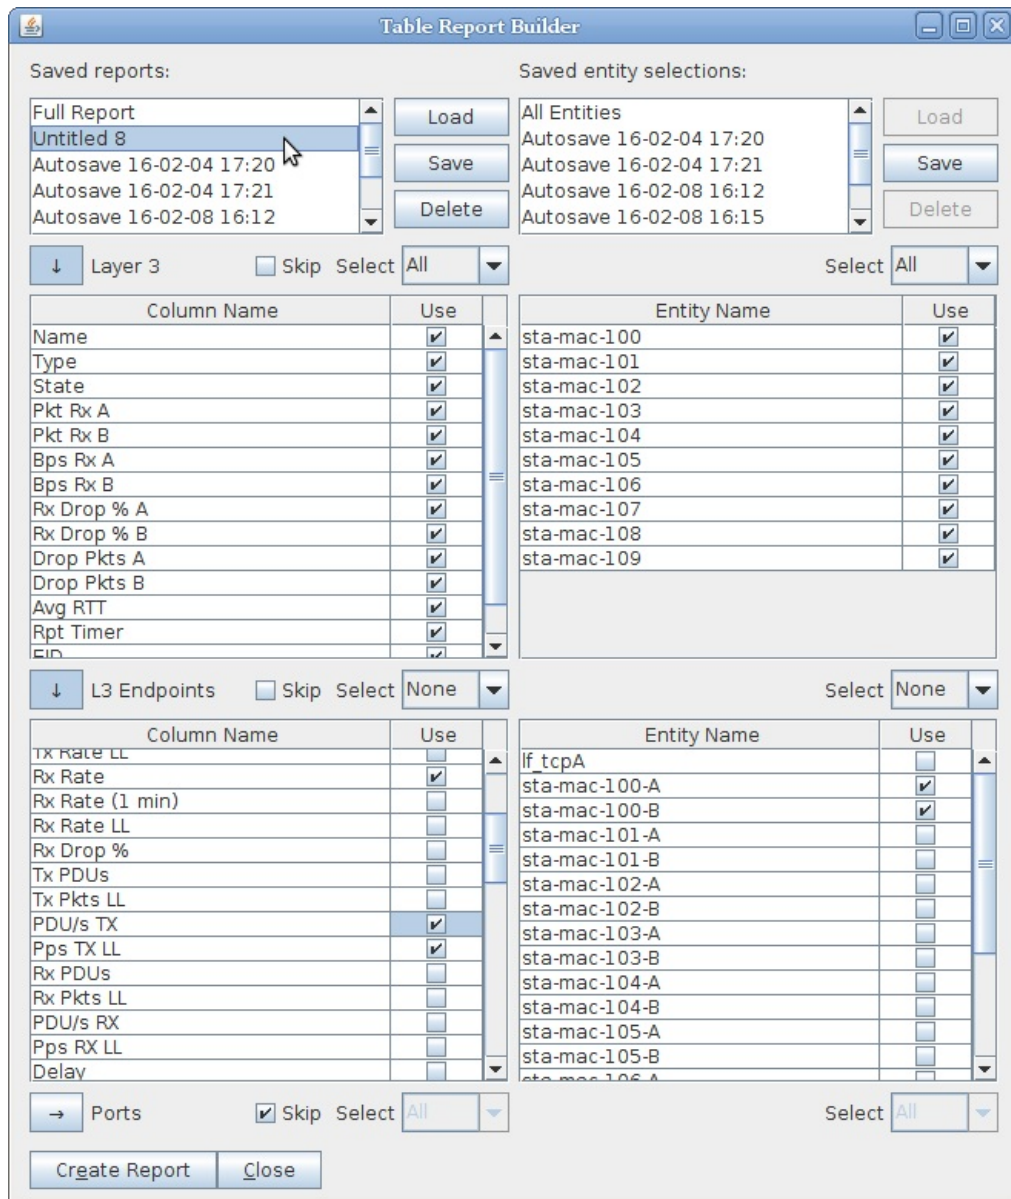 Table Report Builder
Saved reports: Saved entity selections:
Full Report All Entities
Untitled 8 Autosave 16-02-04 17:20
Autosave 16-02-04 17:20 Autosave 16-02-04 17:21
Autosave 16-02-04 17:21 Autosave 16-02-08 16:12
Autosave 16-02-08 16:12 Autosave 16-02-08 16:15
Load Load
Save Save
Delete Delete
↓ Layer 3 Skip Select All Select All
Column Name Use Entity Name Use
Name sta-mac-100
Type sta-mac-101
State sta-mac-102
Pkt Rx A sta-mac-103
Pkt Rx B sta-mac-104
Bps Rx A sta-mac-105
Bps Rx B sta-mac-106
Rx Drop % A sta-mac-107
Rx Drop % B sta-mac-108
Drop Pkts A sta-mac-109
Drop Pkts B
Avg RTT
Rpt Timer
EID
↓ L3 Endpoints Skip Select None Select None
Column Name Use Entity Name Use
Tx Rate LL lf_tcpA
Rx Rate sta-mac-100-A
Rx Rate (1 min) sta-mac-100-B
Rx Rate LL sta-mac-101-A
Rx Drop % sta-mac-101-B
Tx PDUs sta-mac-102-A
Tx Pkts LL sta-mac-102-B
PDU/s TX sta-mac-103-A
Pps TX LL sta-mac-103-B
Rx PDUs sta-mac-104-A
Rx Pkts LL sta-mac-104-B
PDU/s RX sta-mac-105-A
Pps RX LL sta-mac-105-B
Delay sta-mac-106-A
→ Ports Skip Select All Select All
Create Report Close